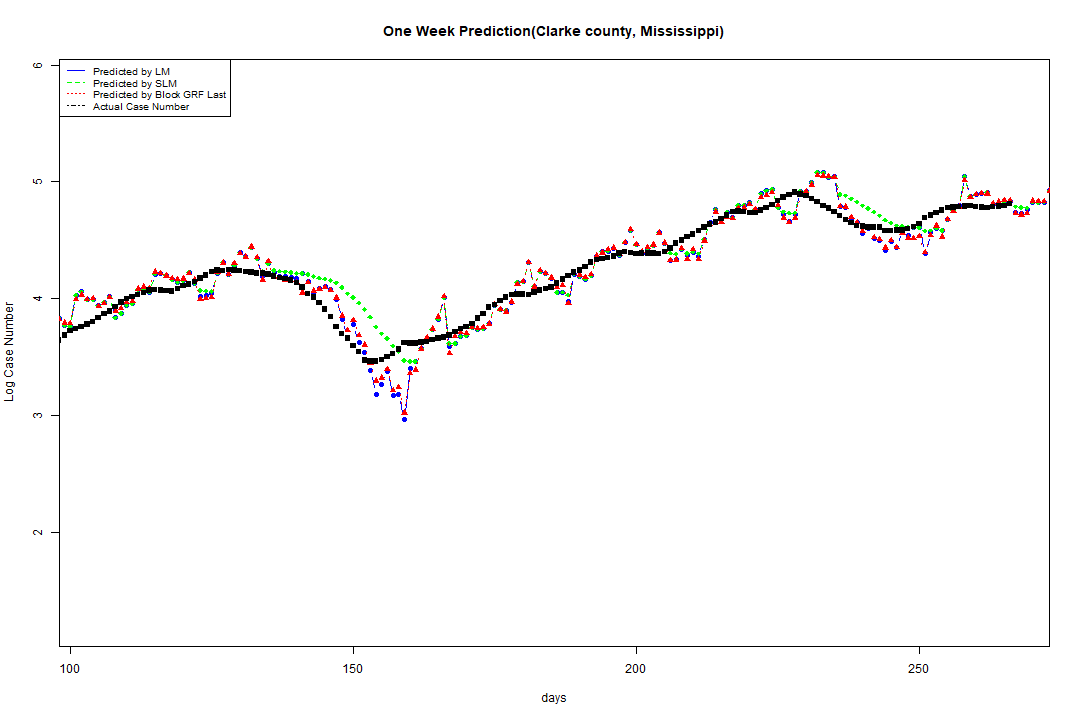 One Week Prediction(Clarke county, Mississippi)
Predicted by LM
Predicted by SLM
Predicted by Block GRF Last
Actual Case Number
6
5
4
3
2
Log Case Number
100 150 200 250
days